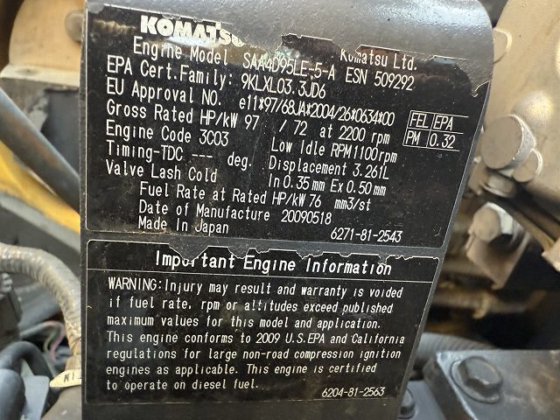 KOMATSU Komatsu Ltd.
Engine Model SAA4D95LE-5-A ESN 509292
EPA Cert.Family: 9KLXL03.3JD6
EU Approval NO. e11*97/68JA*2004/26*0634*00
Gross Rated HP/kW 97 / 72 at 2200 rpm
FEL EPA
PM 0.32
Engine Code 3C03 Low Idle RPM 1100rpm
Timing-TDC --- deg. Displacement 3.261L
Valve Lash Cold In 0.35 mm Ex 0.50 mm
Fuel Rate at Rated HP/kW 76 mm3/st
Date of Manufacture 20090518
Made in Japan 6271-81-2543
Important Engine Information
WARNING: Injury may result and warranty is voided
if fuel rate, rpm or altitudes exceed published
maximum values for this model and application.
This engine conforms to 2009 U.S.EPA and California
regulations for large non-road compression ignition
engines as applicable. This engine is certified
to operate on diesel fuel.
6204-81-2563